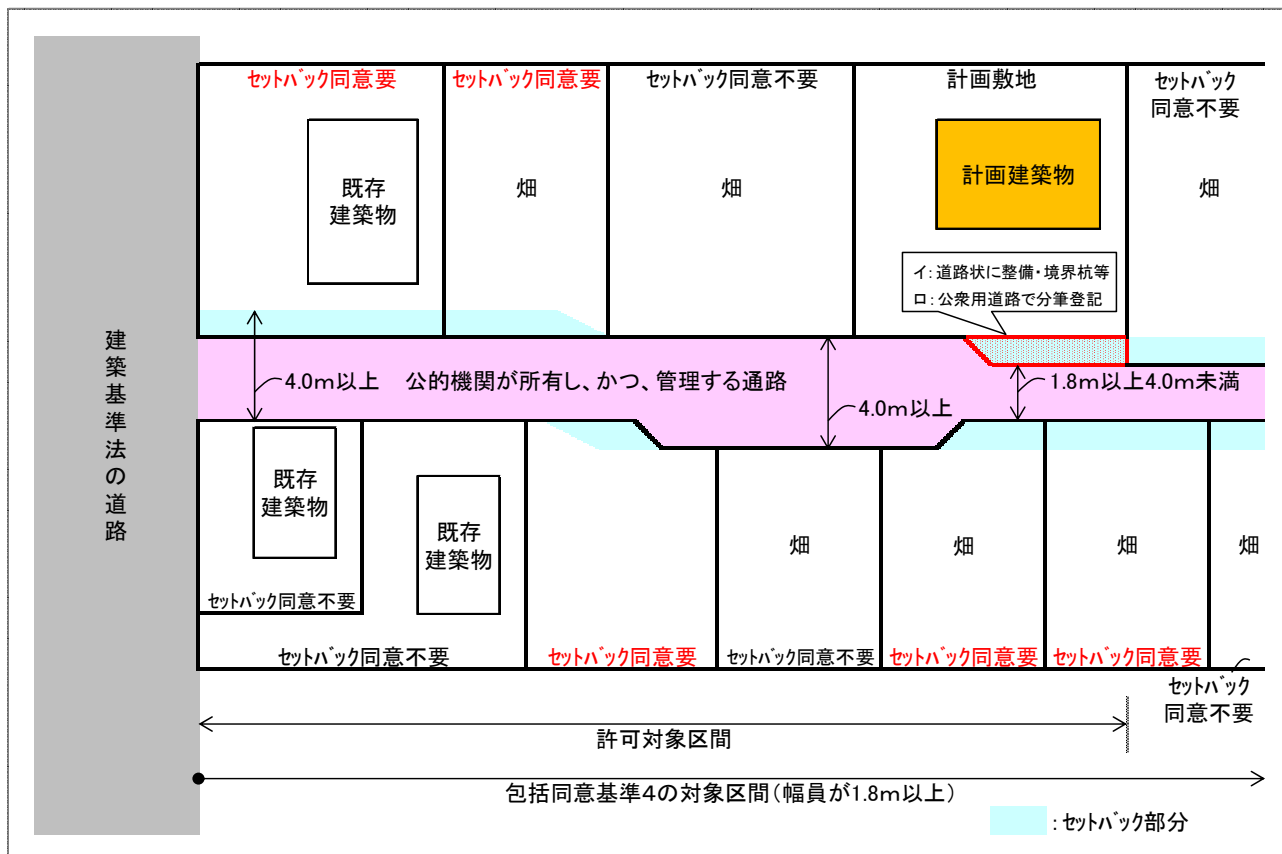 建築基準法の道路
セットバック同意要
セットバック同意要
セットバック同意不要
計画敷地
セットバック
同意不要
既存
建築物
畑
畑
計画建築物
畑
イ:道路状に整備・境界杭等
ロ:公衆用道路で分筆登記
4.0m以上
公的機関が所有し、かつ、管理する通路
4.0m以上
1.8m以上4.0m未満
既存
建築物
既存
建築物
畑
畑
畑
畑
セットバック同意不要
セットバック同意不要
セットバック同意要
セットバック同意不要
セットバック同意要
セットバック同意要
セットバック
同意不要
許可対象区間
包括同意基準4の対象区間(幅員が1.8m以上)
:セットバック部分